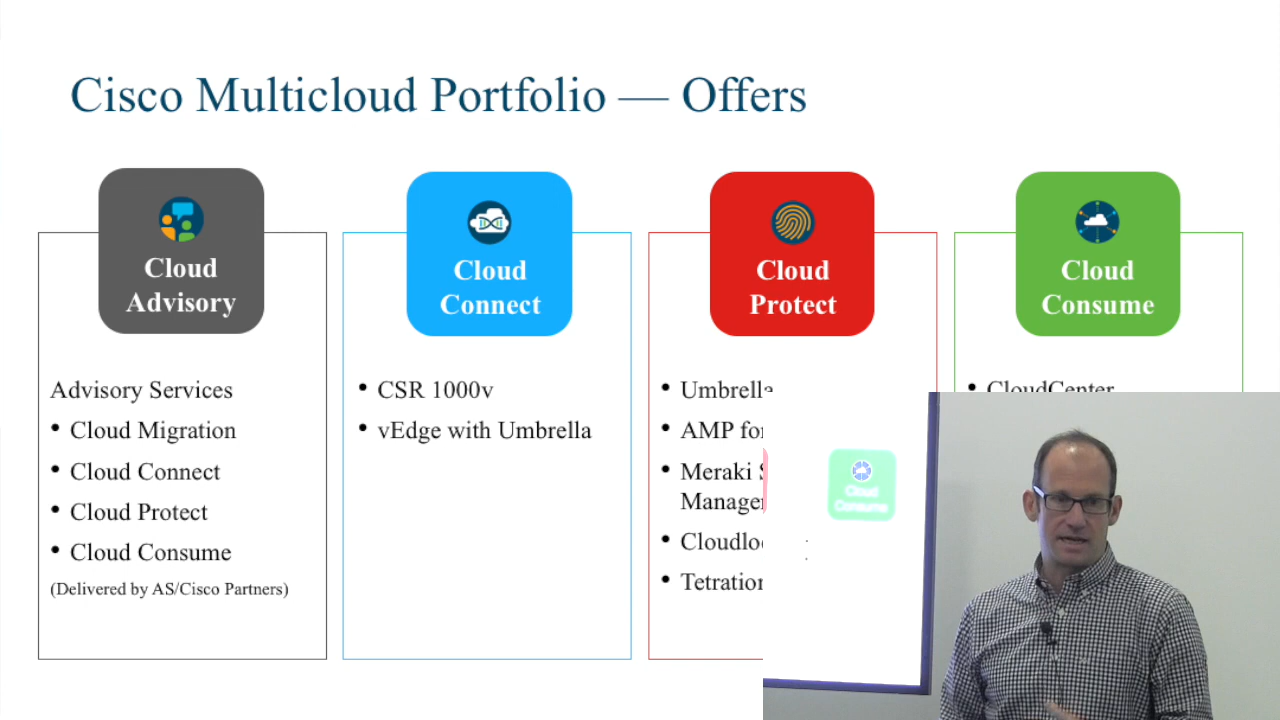 Cisco Multicloud Portfolio — Offers
Cloud
Advisory
Advisory Services
• Cloud Migration
• Cloud Connect
• Cloud Protect
• Cloud Consume
(Delivered by AS/Cisco Partners)
Cloud
Connect
• CSR 1000v
• vEdge with Umbrella
Cloud
Protect
• Umbrella
• AMP for
• Meraki
• Tetration
Cloud
Consume
• CloudCenter
Cloud
Consume